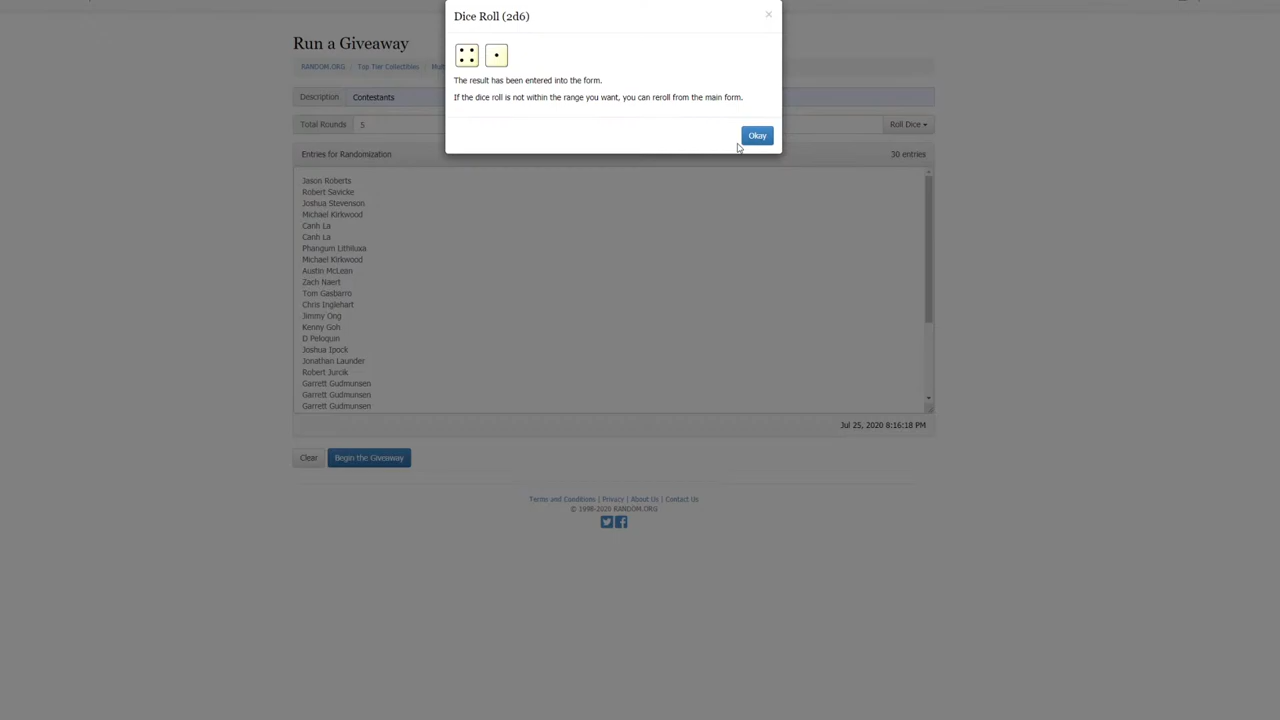 Dice Roll (2d6)
×
The result has been entered into the form.
If the dice roll is not within the range you want, you can reroll from the main form.
Okay
Run a Giveaway
RANDOM.ORG Top Tier Collectibles
Description Contestants
Total Rounds 5 Roll Dice
Entries for Randomization 30 entries
Jason Roberts
Robert Savicke
Joshua Stevenson
Michael Kirkwood
Canh La
Canh La
Phangum Lithiluxa
Michael Kirkwood
Austin McLean
Zach Naert
Tom Gasbarro
Chris Inglehart
Jimmy Ong
Kenny Goh
D Peloquin
Joshua Ipock
Jonathan Launder
Robert Jurcik
Garrett Gudmunsen
Garrett Gudmunsen
Garrett Gudmunsen
Jul 25, 2020 8:16:18 PM
Clear Begin the Giveaway
Terms and Conditions | Privacy | About Us | Contact Us
© 1998-2020 RANDOM.ORG